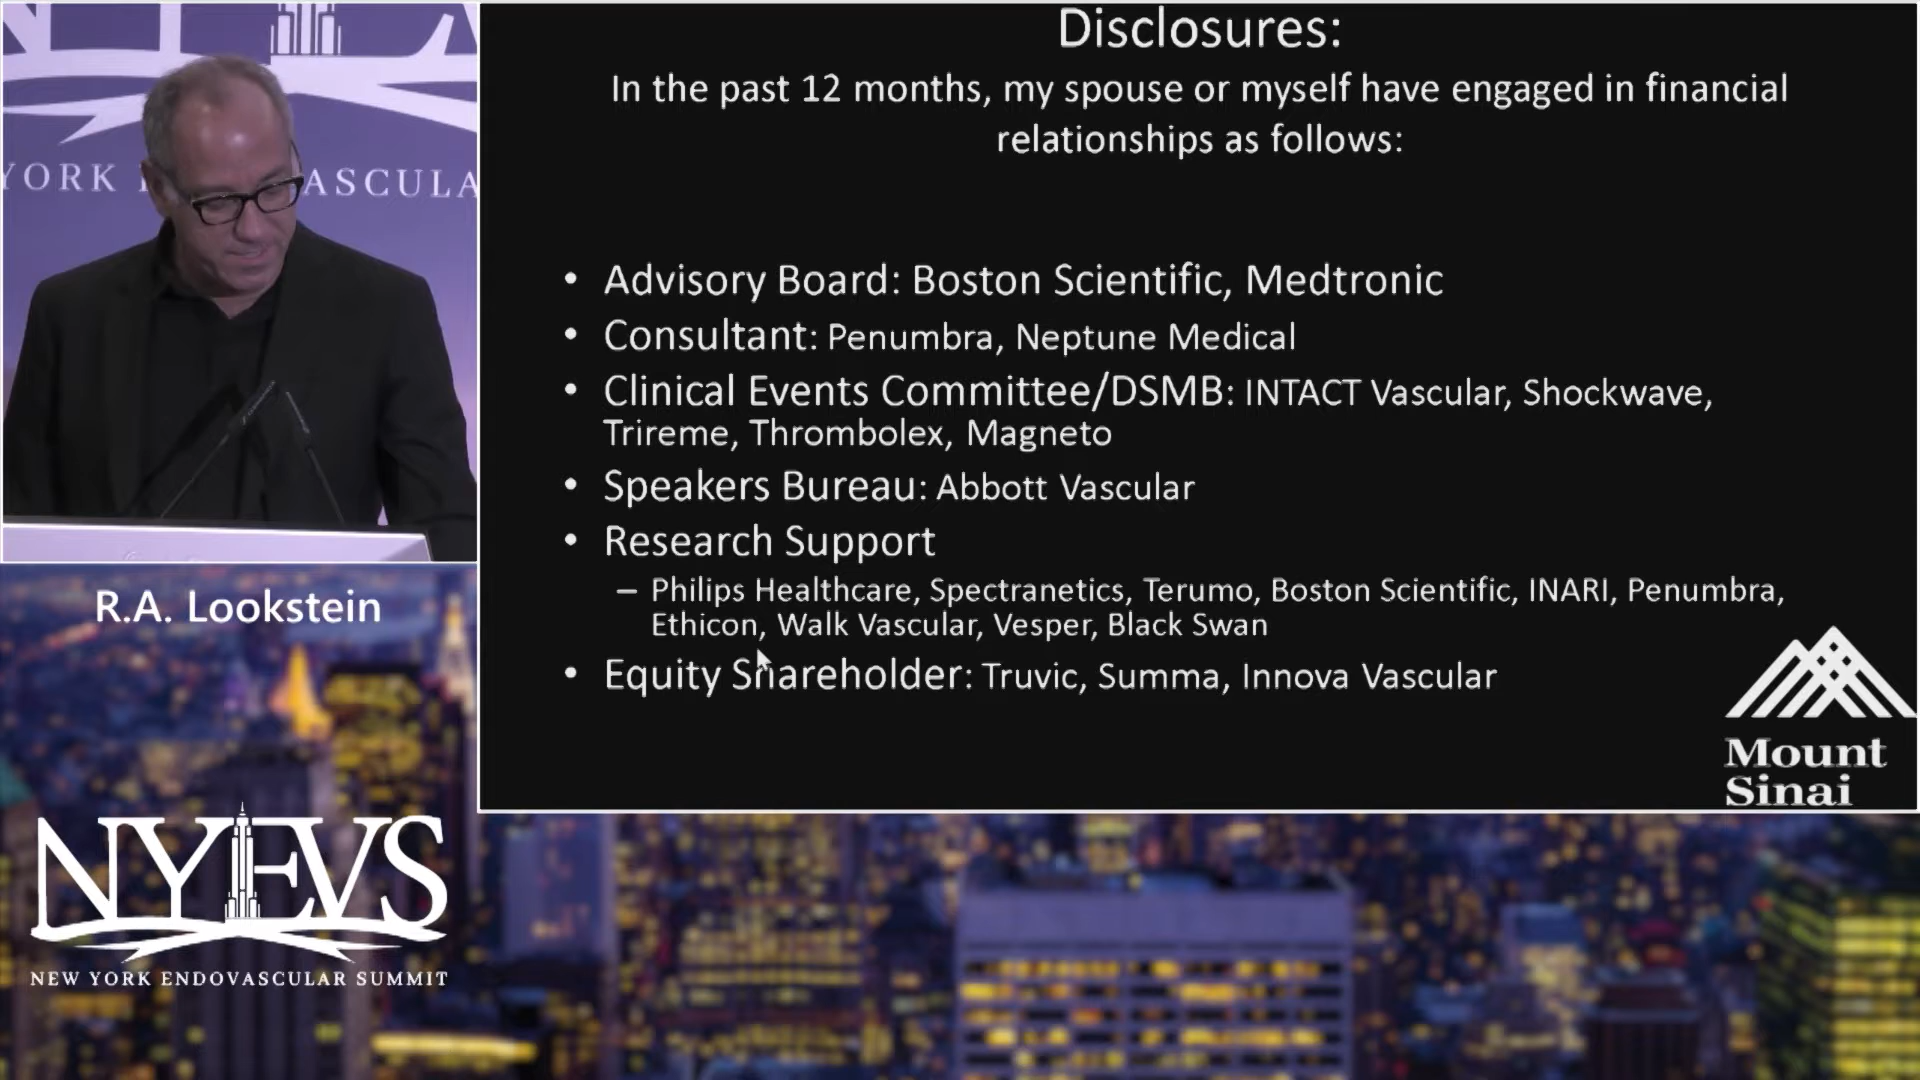 YORK
ASCULA
Disclosures:
In the past 12 months, my spouse or myself have engaged in financial
relationships as follows:
• Advisory Board: Boston Scientific, Medtronic
• Consultant: Penumbra, Neptune Medical
• Clinical Events Committee/DSMB: INTACT Vascular, Shockwave,
Trireme, Thrombolex, Magneto
• Speakers Bureau: Abbott Vascular
• Research Support
– Philips Healthcare, Spectranetics, Terumo, Boston Scientific, INARI, Penumbra,
Ethicon, Walk Vascular, Vesper, Black Swan
• Equity Shareholder: Truvic, Summa, Innova Vascular
Mount
Sinai
R.A. Lookstein
NYEVS
NEW YORK ENDOVASCULAR SUMMIT